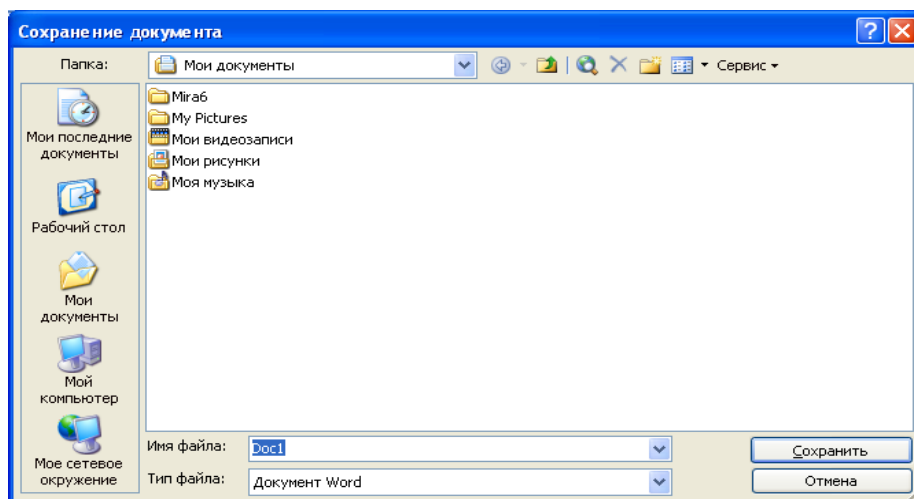 Сохранение документа
Папка:
Мои документы
Сервис
Mira6
My Pictures
Мои видеозаписи
Мои рисунки
Моя музыка
Мои последние
документы
Рабочий стол
Мои
документы
Мой
компьютер
Мое сетевое
окружение
Имя файла:
Doc1
Сохранить
Тип файла:
Документ Word
Отмена